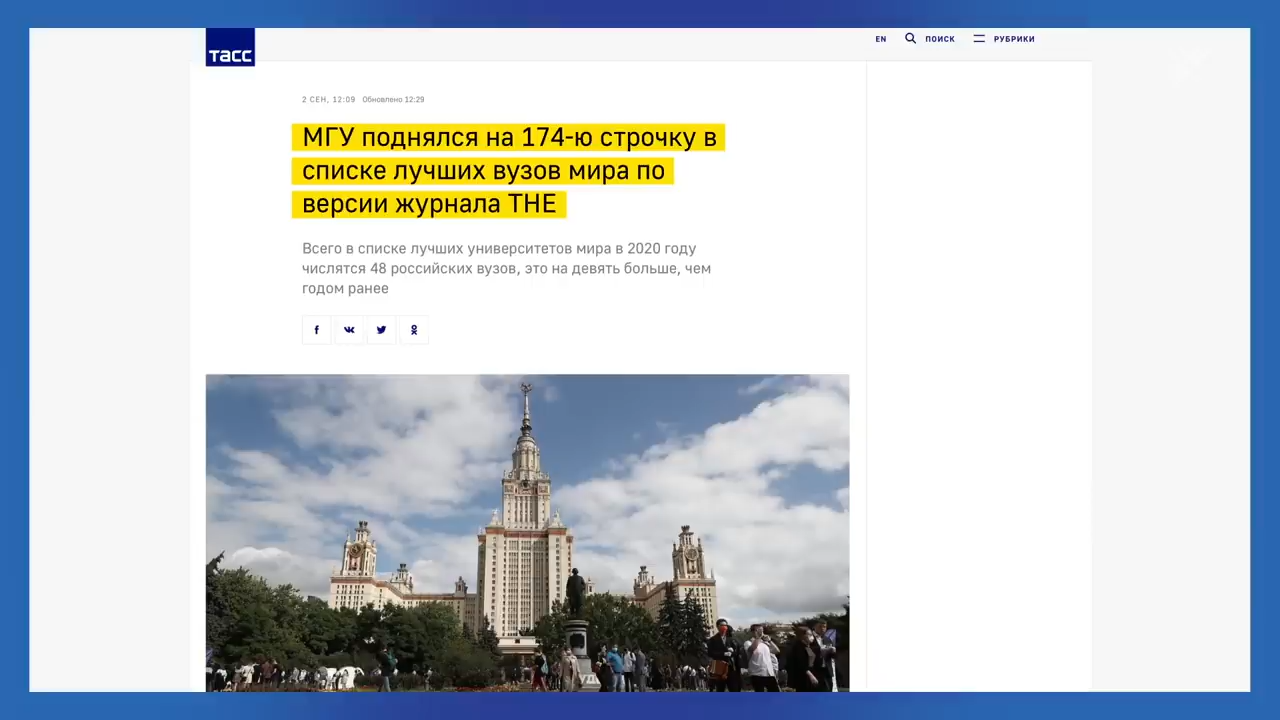 тасс
EN
ПОИСК
РУБРИКИ
2 СЕН, 12:09 Обновлено 12:29
МГУ поднялся на 174-ю строчку в
списке лучших вузов мира по
версии журнала THE
Всего в списке лучших университетов мира в 2020 году
числятся 48 российских вузов, это на девять больше, чем
годом ранее